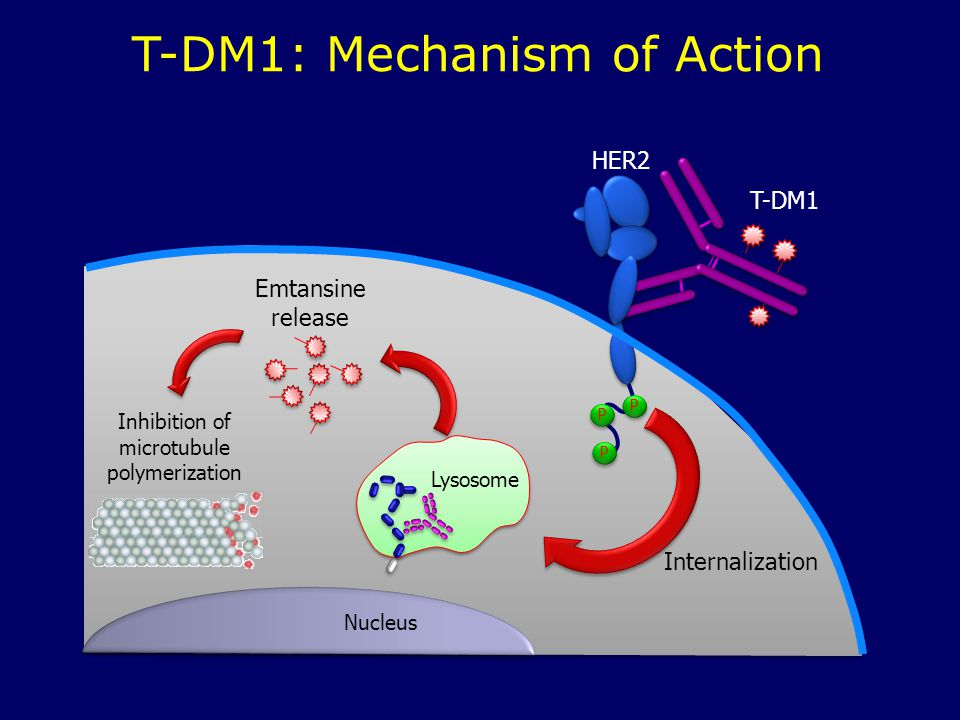 T-DM1: Mechanism of Action
HER2
T-DM1
Emtansine
release
P
P
P
Inhibition of
microtubule
polymerization
Lysosome
Internalization
Nucleus